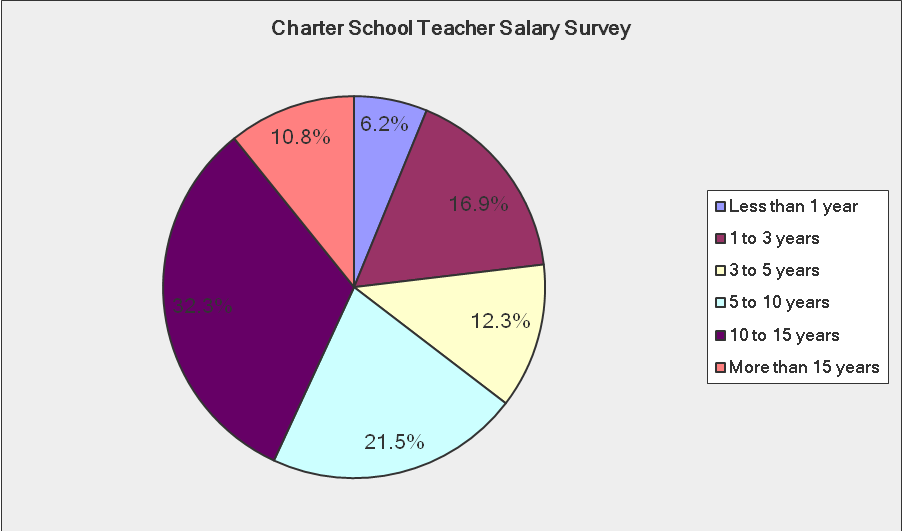 Charter School Teacher Salary Survey
6.2%
10.8%
16.9%
32.3%
12.3%
21.5%
Less than 1 year
1 to 3 years
3 to 5 years
5 to 10 years
10 to 15 years
More than 15 years